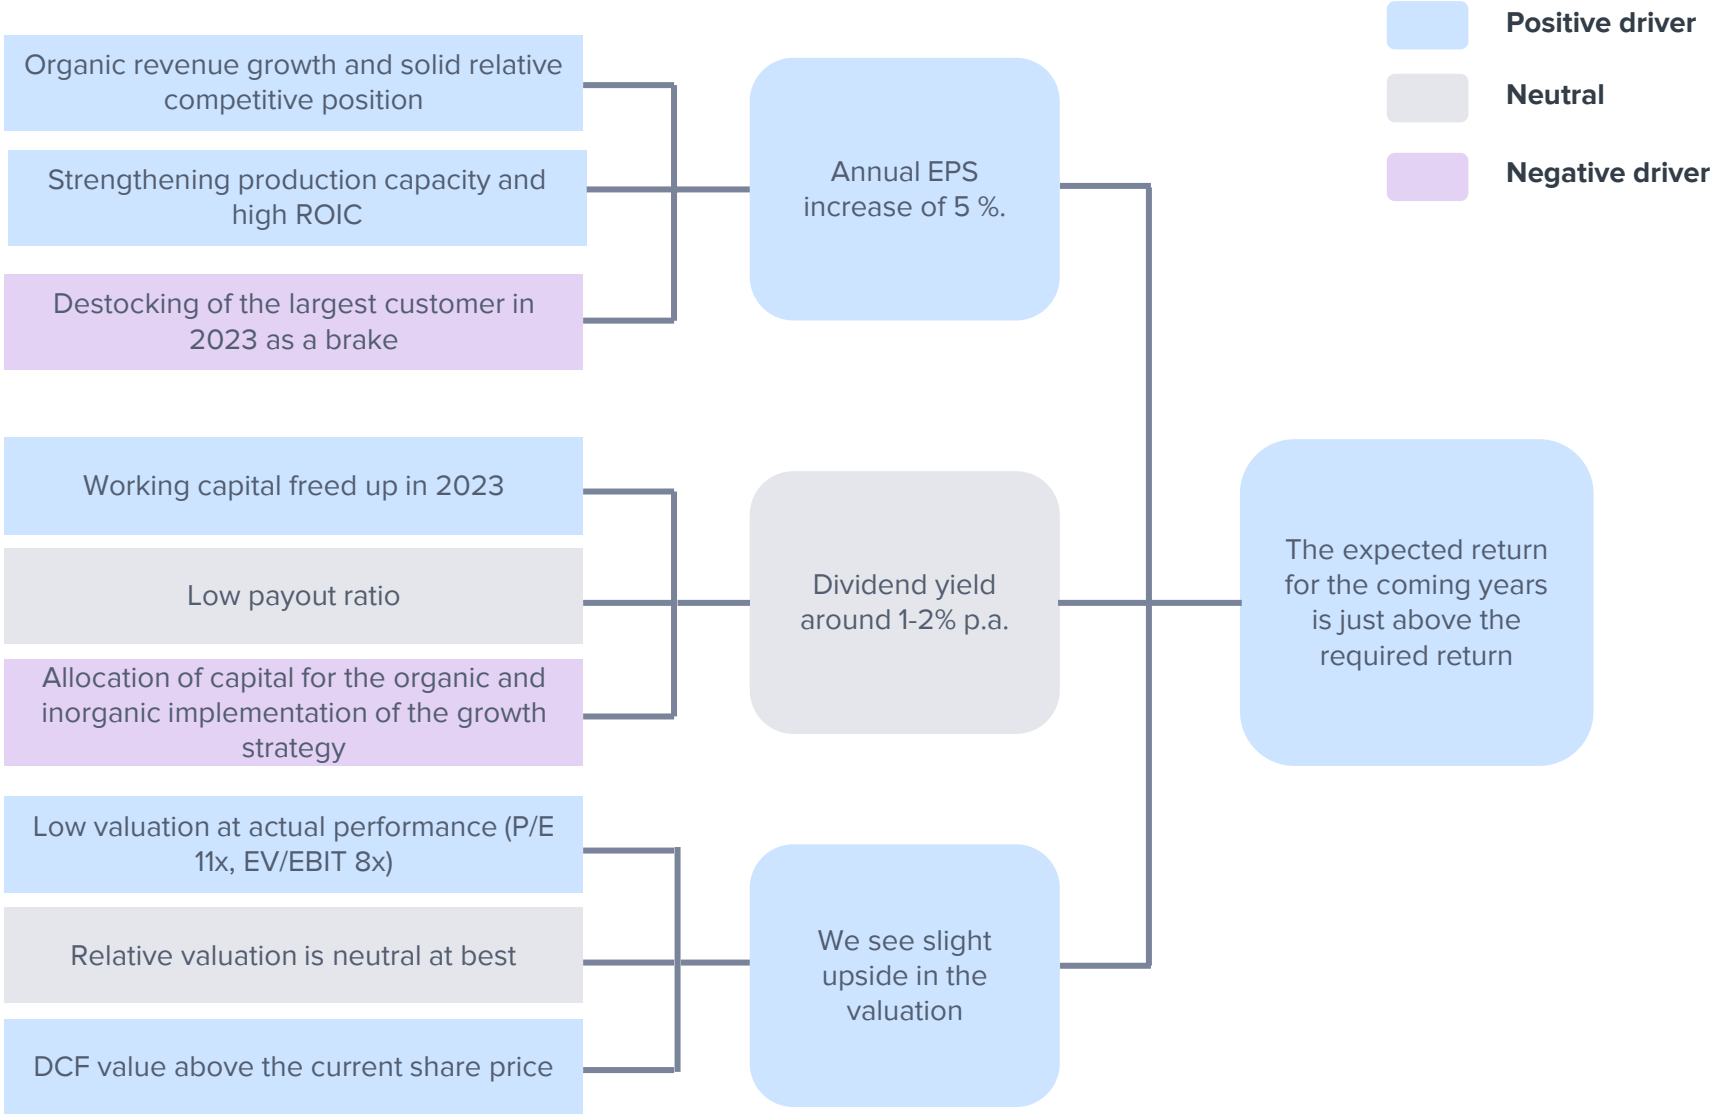 Positive driver
Neutral
Negative driver
Organic revenue growth and solid relative
competitive position
Strengthening production capacity and
high ROIC
Destocking of the largest customer in
2023 as a brake
Annual EPS
increase of 5 %.
Working capital freed up in 2023
Low payout ratio
Allocation of capital for the organic and
inorganic implementation of the growth
strategy
Dividend yield
around 1-2% p.a.
Low valuation at actual performance (P/E
11x, EV/EBIT 8x)
Relative valuation is neutral at best
DCF value above the current share price
We see slight
upside in the
valuation
The expected return
for the coming years
is just above the
required return